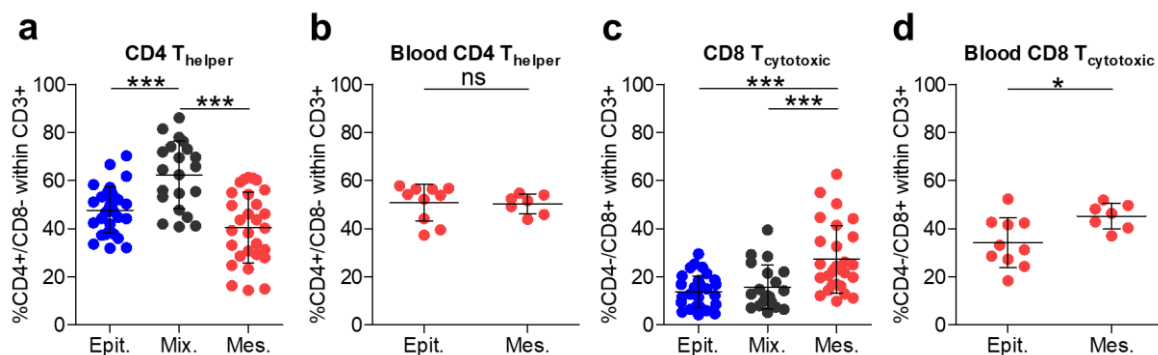 a
CD4 Thelper
%CD4+/CD8- within CD3+
100
80
60
40
20
0
***
***
Epit. Mix. Mes.
b
Blood CD4 Thelper
%CD4+/CD8- within CD3+
100
80
60
40
20
0
ns
Epit. Mes.
c
CD8 Tcytotoxic
%CD4-/CD8+ within CD3+
100
80
60
40
20
0
***
***
Epit. Mix. Mes.
d
Blood CD8 Tcytotoxic
%CD4-/CD8+ within CD3+
100
80
60
40
20
0
*
Epit. Mes.